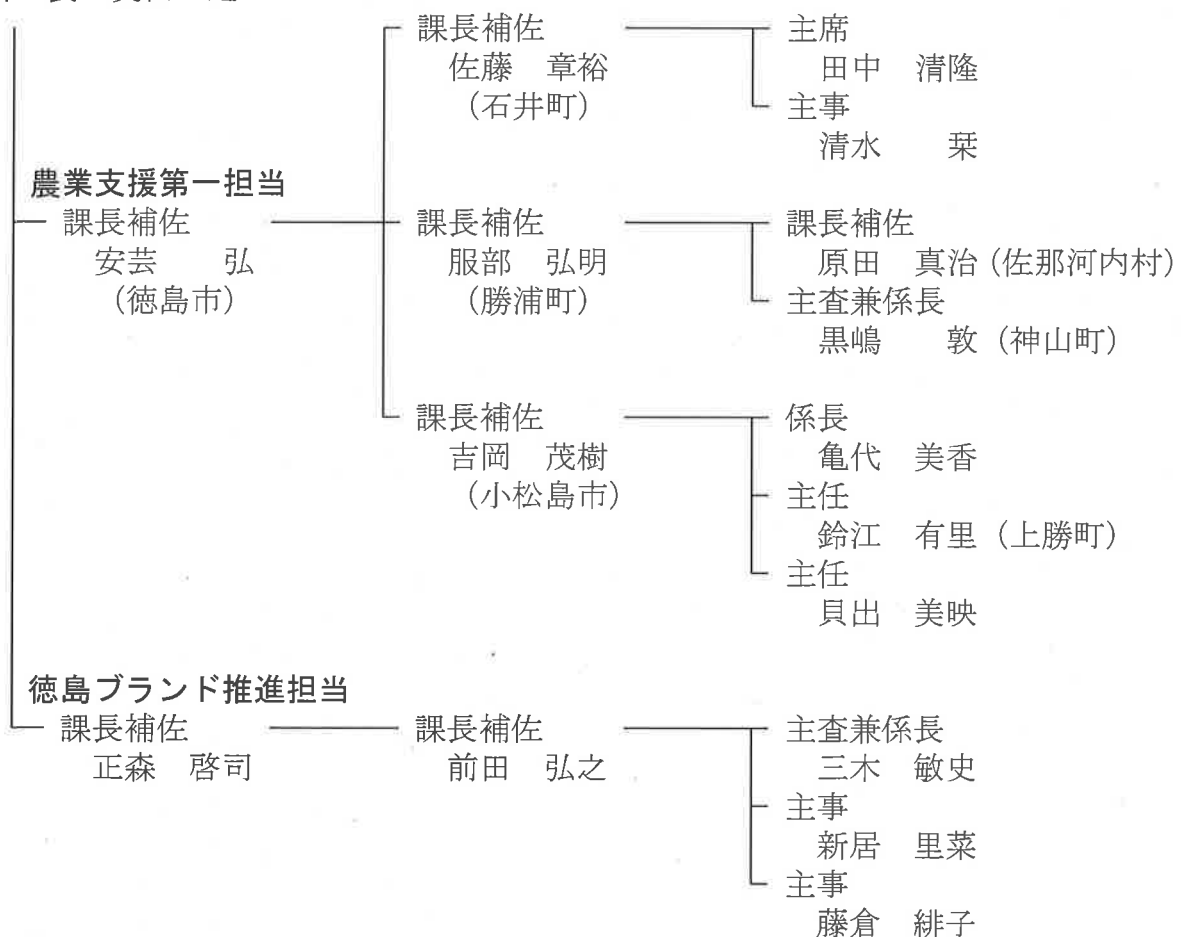 課長補佐
佐藤 章裕
(石井町)
主席
田中 清隆
主事
清水 栞
農業支援第一担当
課長補佐
安芸 弘
(徳島市)
課長補佐
服部 弘明
(勝浦町)
課長補佐
原田 真治(佐那河内村)
主査兼係長
黒嶋 敦(神山町)
課長補佐
吉岡 茂樹
(小松島市)
係長
亀代 美香
主任
鈴江 有里(上勝町)
主任
貝出 美映
徳島ブランド推進担当
課長補佐
正森 啓司
課長補佐
前田 弘之
主査兼係長
三木 敏史
主事
新居 里菜
主事
藤倉 緋子